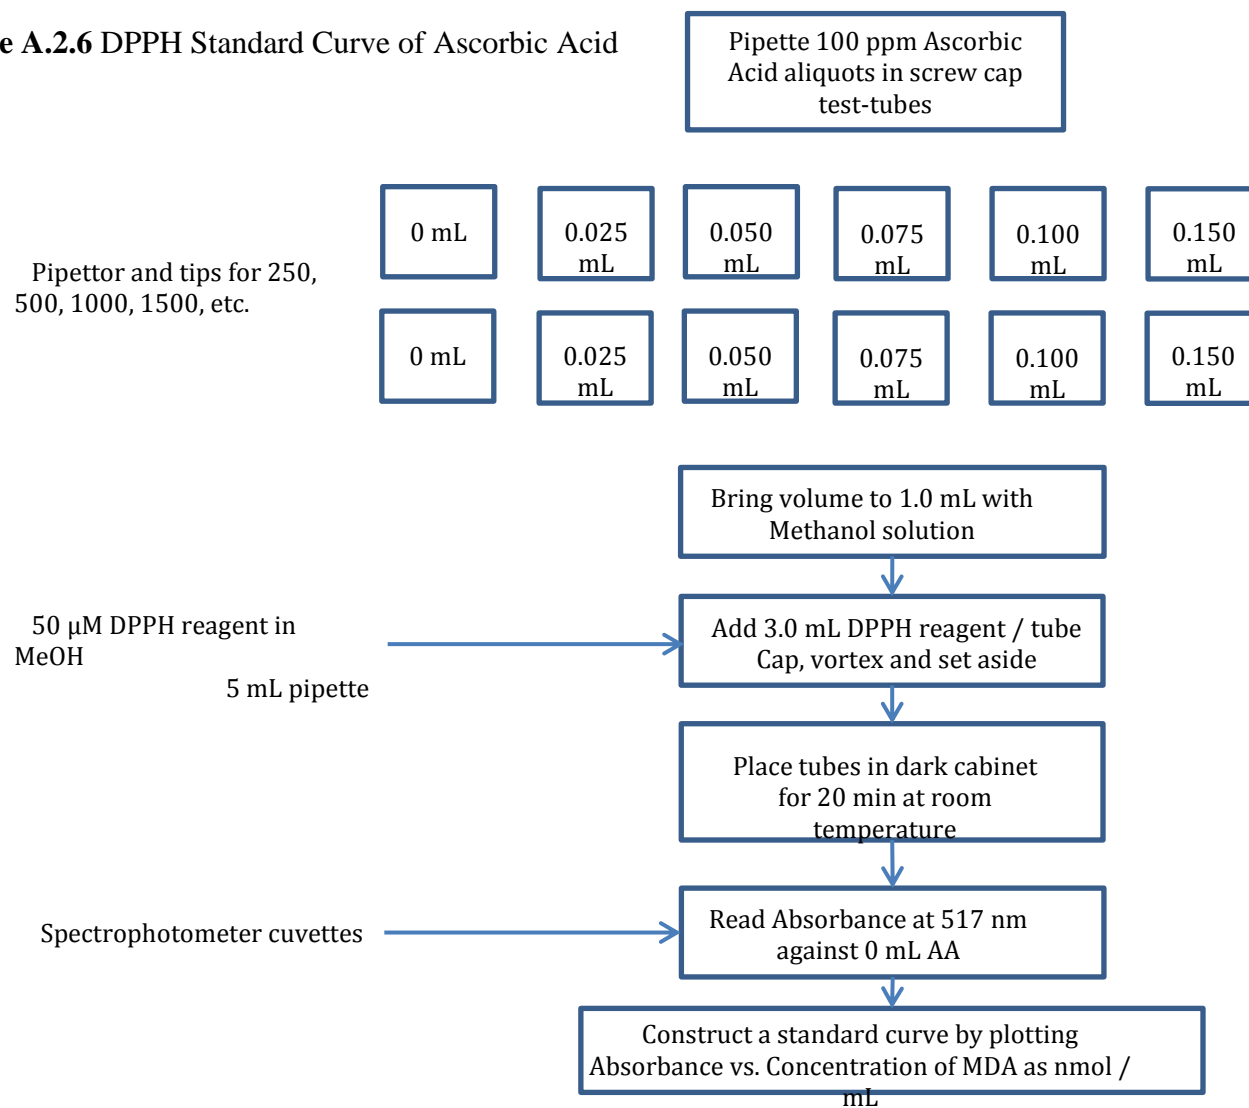 e A.2.6 DPPH Standard Curve of Ascorbic Acid
Pipette 100 ppm Ascorbic
Acid aliquots in screw cap
test-tubes
Pipettor and tips for 250,
500, 1000, 1500, etc.
0 mL
0.025
mL
0.050
mL
0.075
mL
0.100
mL
0.150
mL
0 mL
0.025
mL
0.050
mL
0.075
mL
0.100
mL
0.150
mL
Bring volume to 1.0 mL with
Methanol solution
50 µM DPPH reagent in
MeOH
5 mL pipette
Add 3.0 mL DPPH reagent / tube
Cap, vortex and set aside
Place tubes in dark cabinet
for 20 min at room
temperature
Spectrophotometer cuvettes
Read Absorbance at 517 nm
against 0 mL AA
Construct a standard curve by plotting
Absorbance vs. Concentration of MDA as nmol /
mL